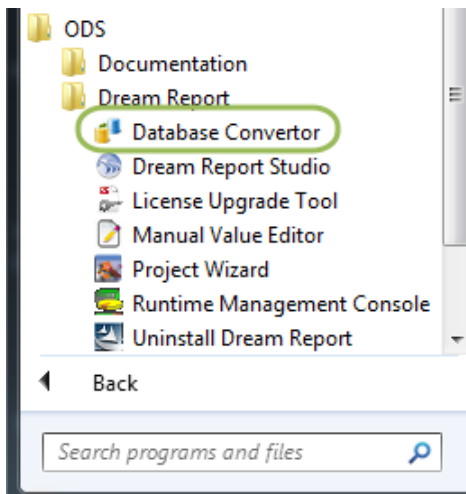 ODS
Documentation
Dream Report
Database Convertor
Dream Report Studio
License Upgrade Tool
Manual Value Editor
Project Wizard
Runtime Management Console
Uninstall Dream Report
Back
Search programs and files